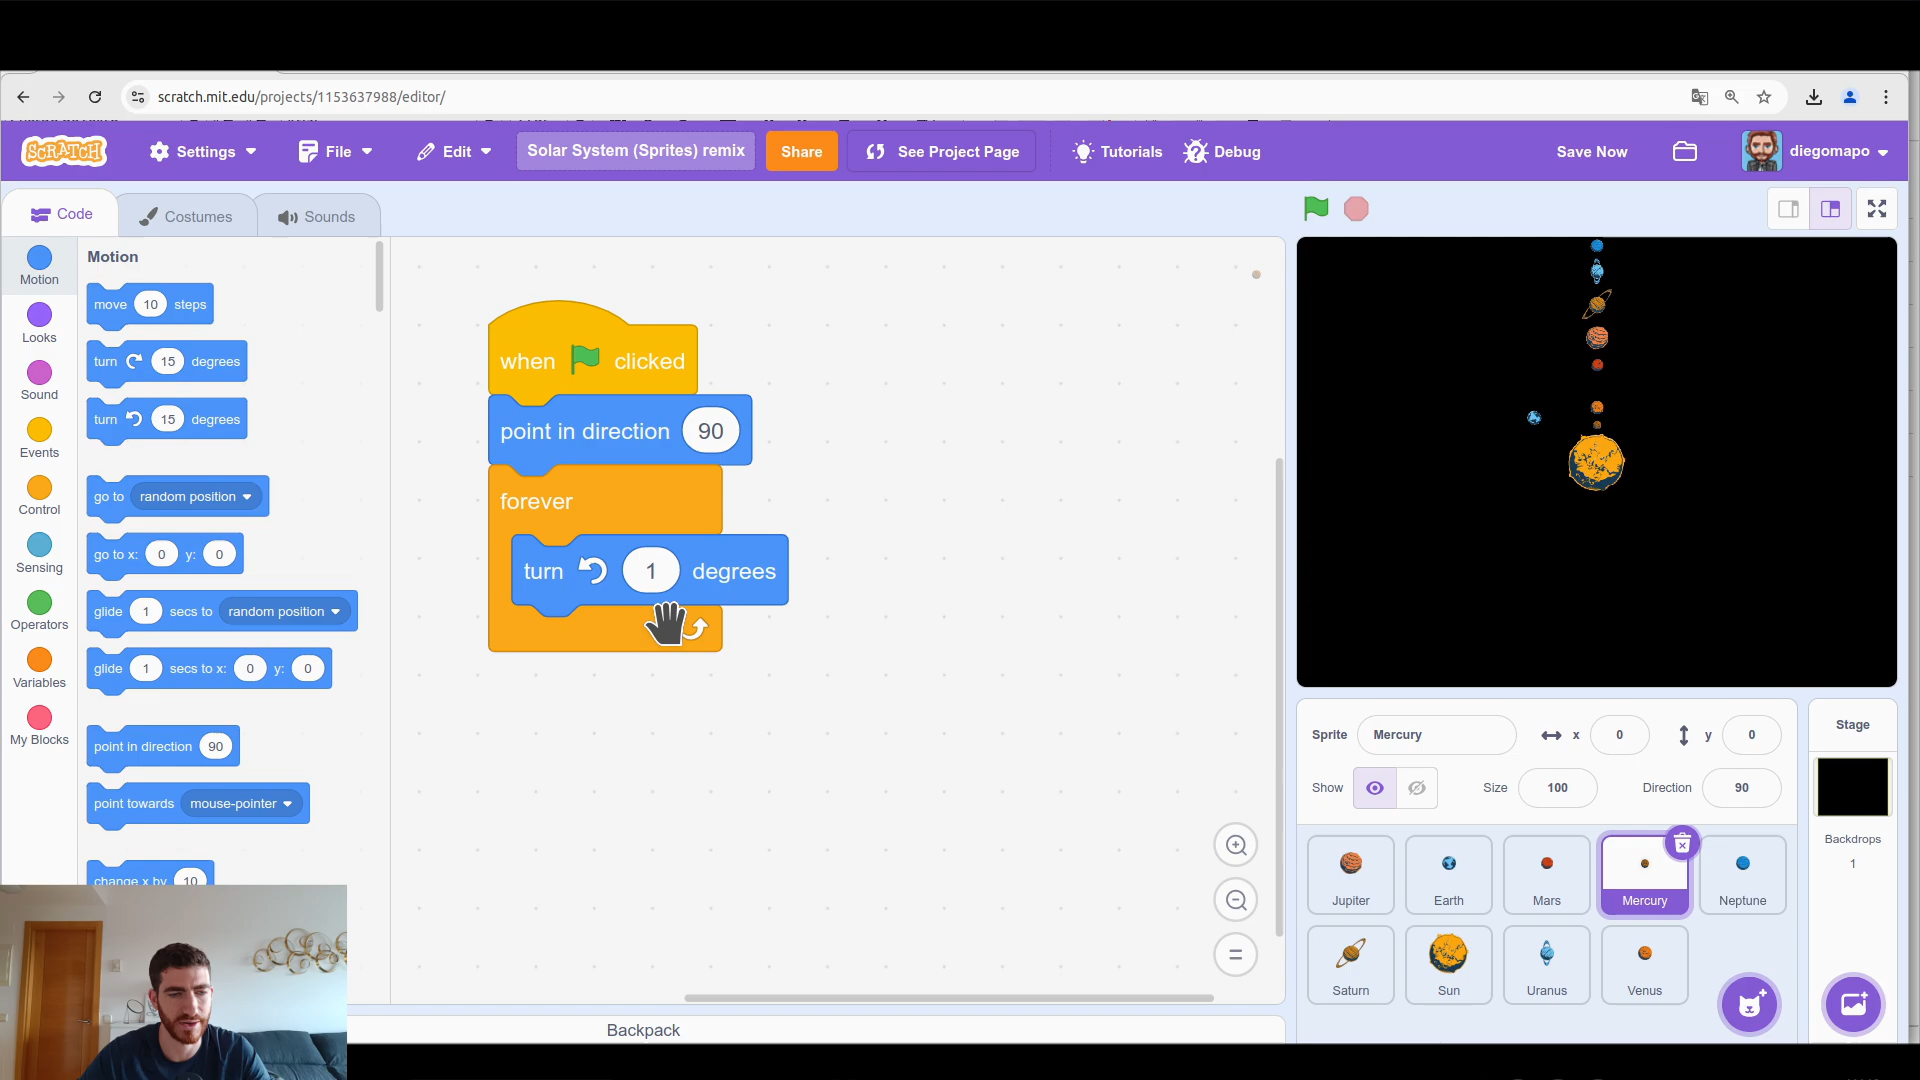 scratch.mit.edu/projects/1153637988/editor/
SCRATCH Settings File Edit Solar System (Sprites) remix Share See Project Page Tutorials Debug Save Now diegomapo
Code Costumes Sounds
Motion
Looks
Sound
Events
Control
Sensing
Operators
Variables
My Blocks
Motion
move 10 steps
turn 15 degrees
turn 15 degrees
go to random position
go to x: 0 y: 0
glide 1 secs to random position
glide 1 secs to x: 0 y: 0
point in direction 90
point towards mouse-pointer
change x by 10
when clicked
point in direction 90
forever
turn 1 degrees
Backpack
Sprite Mercury x 0 y 0
Show Size 100 Direction 90
Jupiter Earth Mars Mercury Neptune
Saturn Sun Uranus Venus
Stage
Backdrops
1